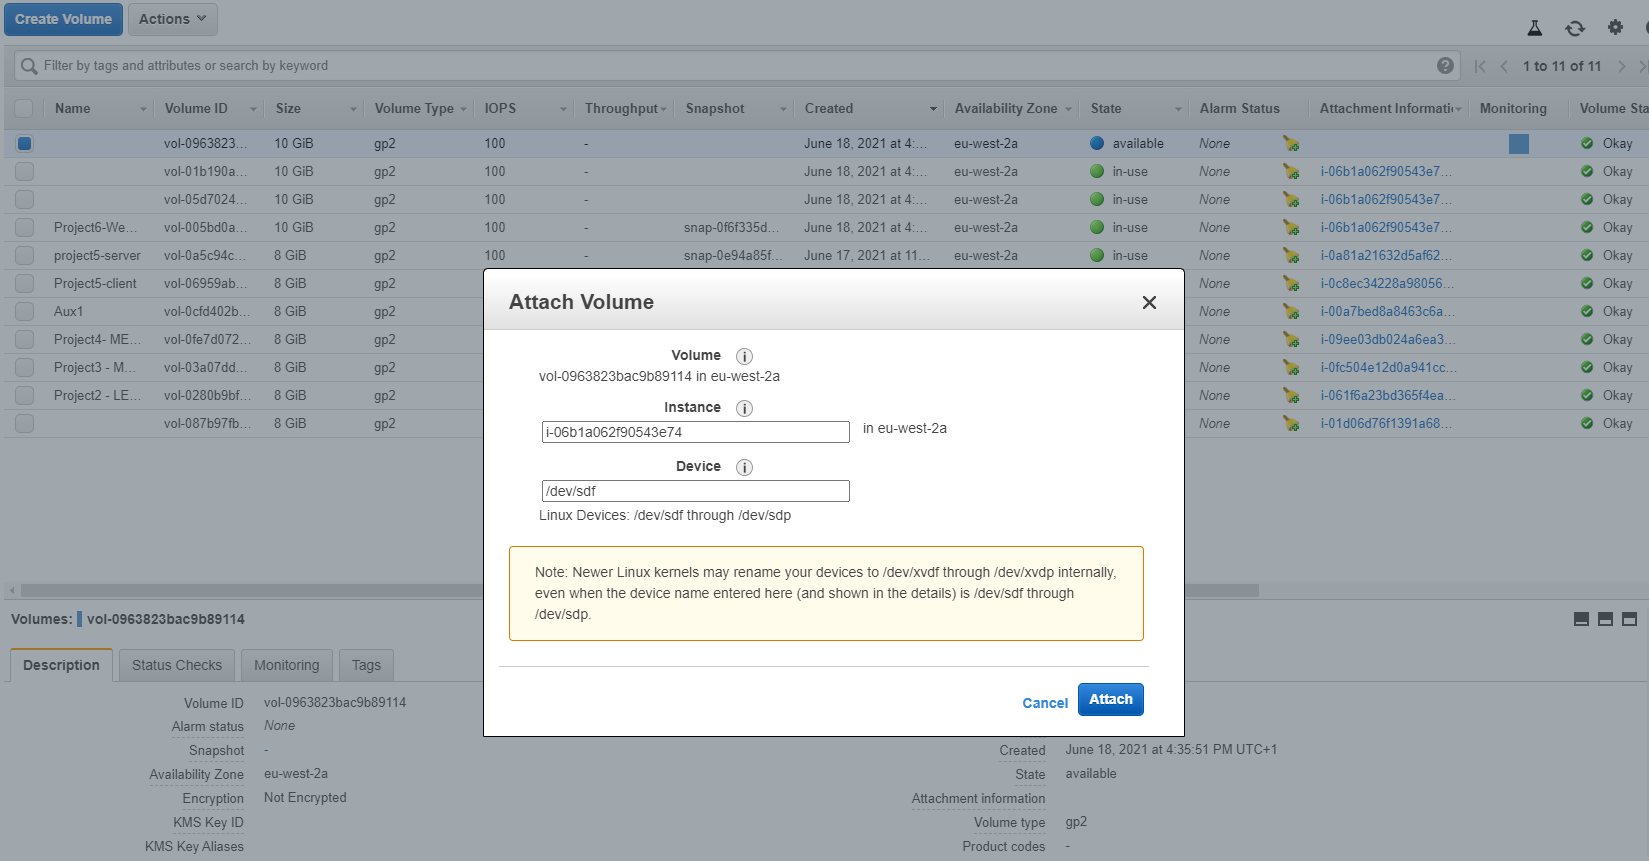 Create Volume Actions
Filter by tags and attributes or search by keyword 1 to 11 of 11
Name Volume ID Size Volume Type IOPS Throughput Snapshot Created Availability Zone State Alarm Status Attachment Informati Monitoring Volume Sta
vol-0963823... 10 GiB gp2 100 - June 18, 2021 at 4:... eu-west-2a available None Okay
vol-01b190a... 10 GiB gp2 100 - June 18, 2021 at 4:... eu-west-2a in-use None i-06b1a062f90543e7... Okay
vol-05d7024... 10 GiB gp2 100 - June 18, 2021 at 4:... eu-west-2a in-use None i-06b1a062f90543e7... Okay
Project6-We... vol-005bd0a... 10 GiB gp2 100 - snap-0f6f335d... June 18, 2021 at 4:... eu-west-2a in-use None i-06b1a062f90543e7... Okay
project5-server vol-0a5c94c... 8 GiB gp2 100 - snap-0e94a85f... June 17, 2021 at 11... eu-west-2a in-use None i-0a81a21632d5af62... Okay
Project5-client vol-06959ab... 8 GiB gp2 None i-0c8ec34228a98056... Okay
Aux1 vol-0cfd402b... 8 GiB gp2 None i-00a7bed8a8463c6a... Okay
Project4- ME... vol-0fe7d072... 8 GiB gp2 None i-09ee03db024a6ea3... Okay
Project3 - M... vol-03a07dd... 8 GiB gp2 None i-0fc504e12d0a941cc... Okay
Project2 - LE... vol-0280b9bf... 8 GiB gp2 None i-061f6a23bd365f4ea... Okay
vol-087b97fb... 8 GiB gp2 None i-01d06d76f1391a68... Okay
Attach Volume
Volume
vol-0963823bac9b89114 in eu-west-2a
Instance
i-06b1a062f90543e74 in eu-west-2a
Device
/dev/sdf
Linux Devices: /dev/sdf through /dev/sdp
Note: Newer Linux kernels may rename your devices to /dev/xvdf through /dev/xvdp internally,
even when the device name entered here (and shown in the details) is /dev/sdf through
/dev/sdp.
Cancel Attach
Volumes: vol-0963823bac9b89114
Description Status Checks Monitoring Tags
Volume ID vol-0963823bac9b89114
Alarm status None
Snapshot - Created June 18, 2021 at 4:35:51 PM UTC+1
Availability Zone eu-west-2a State available
Encryption Not Encrypted Attachment information
KMS Key ID Volume type gp2
KMS Key Aliases Product codes -